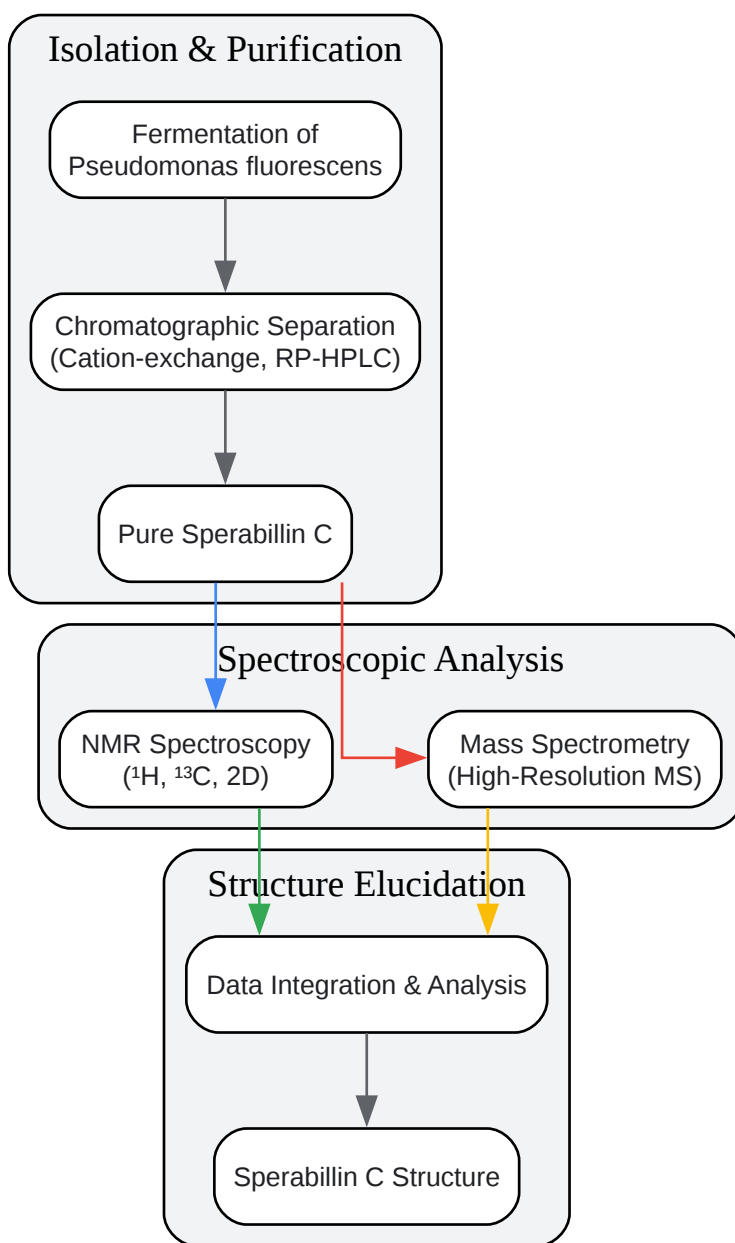 Isolation & Purification
Fermentation of
Pseudomonas fluorescens
Chromatographic Separation
(Cation-exchange, RP-HPLC)
Pure Sperabillin C
Spectroscopic Analysis
NMR Spectroscopy
(¹H, ¹³C, 2D)
Mass Spectrometry
(High-Resolution MS)
Structure Elucidation
Data Integration & Analysis
Sperabillin C Structure